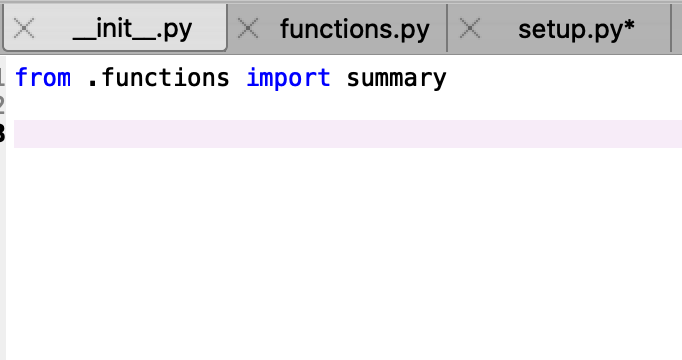 __init__.py functions.py setup.py*
1 from .functions import summary
2
3